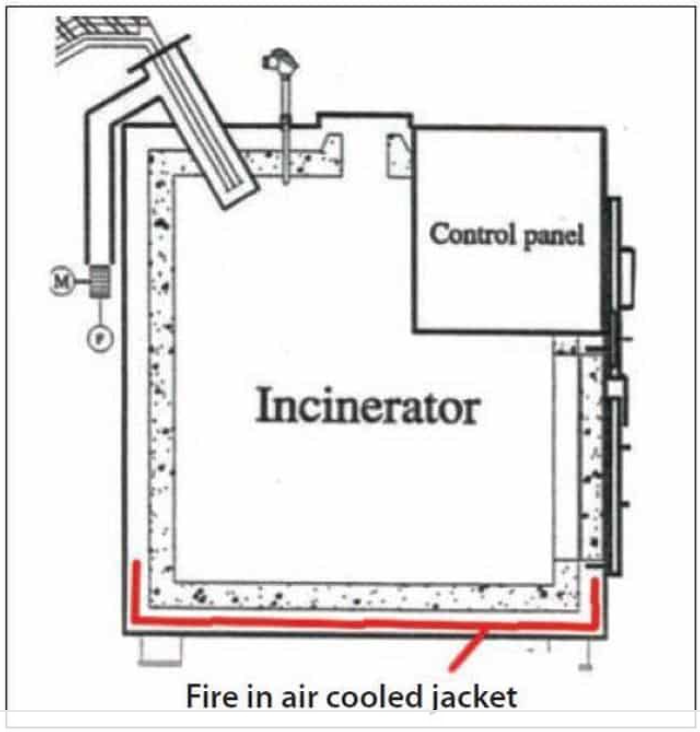 Control panel
M
P
Incinerator
Fire in air cooled jacket